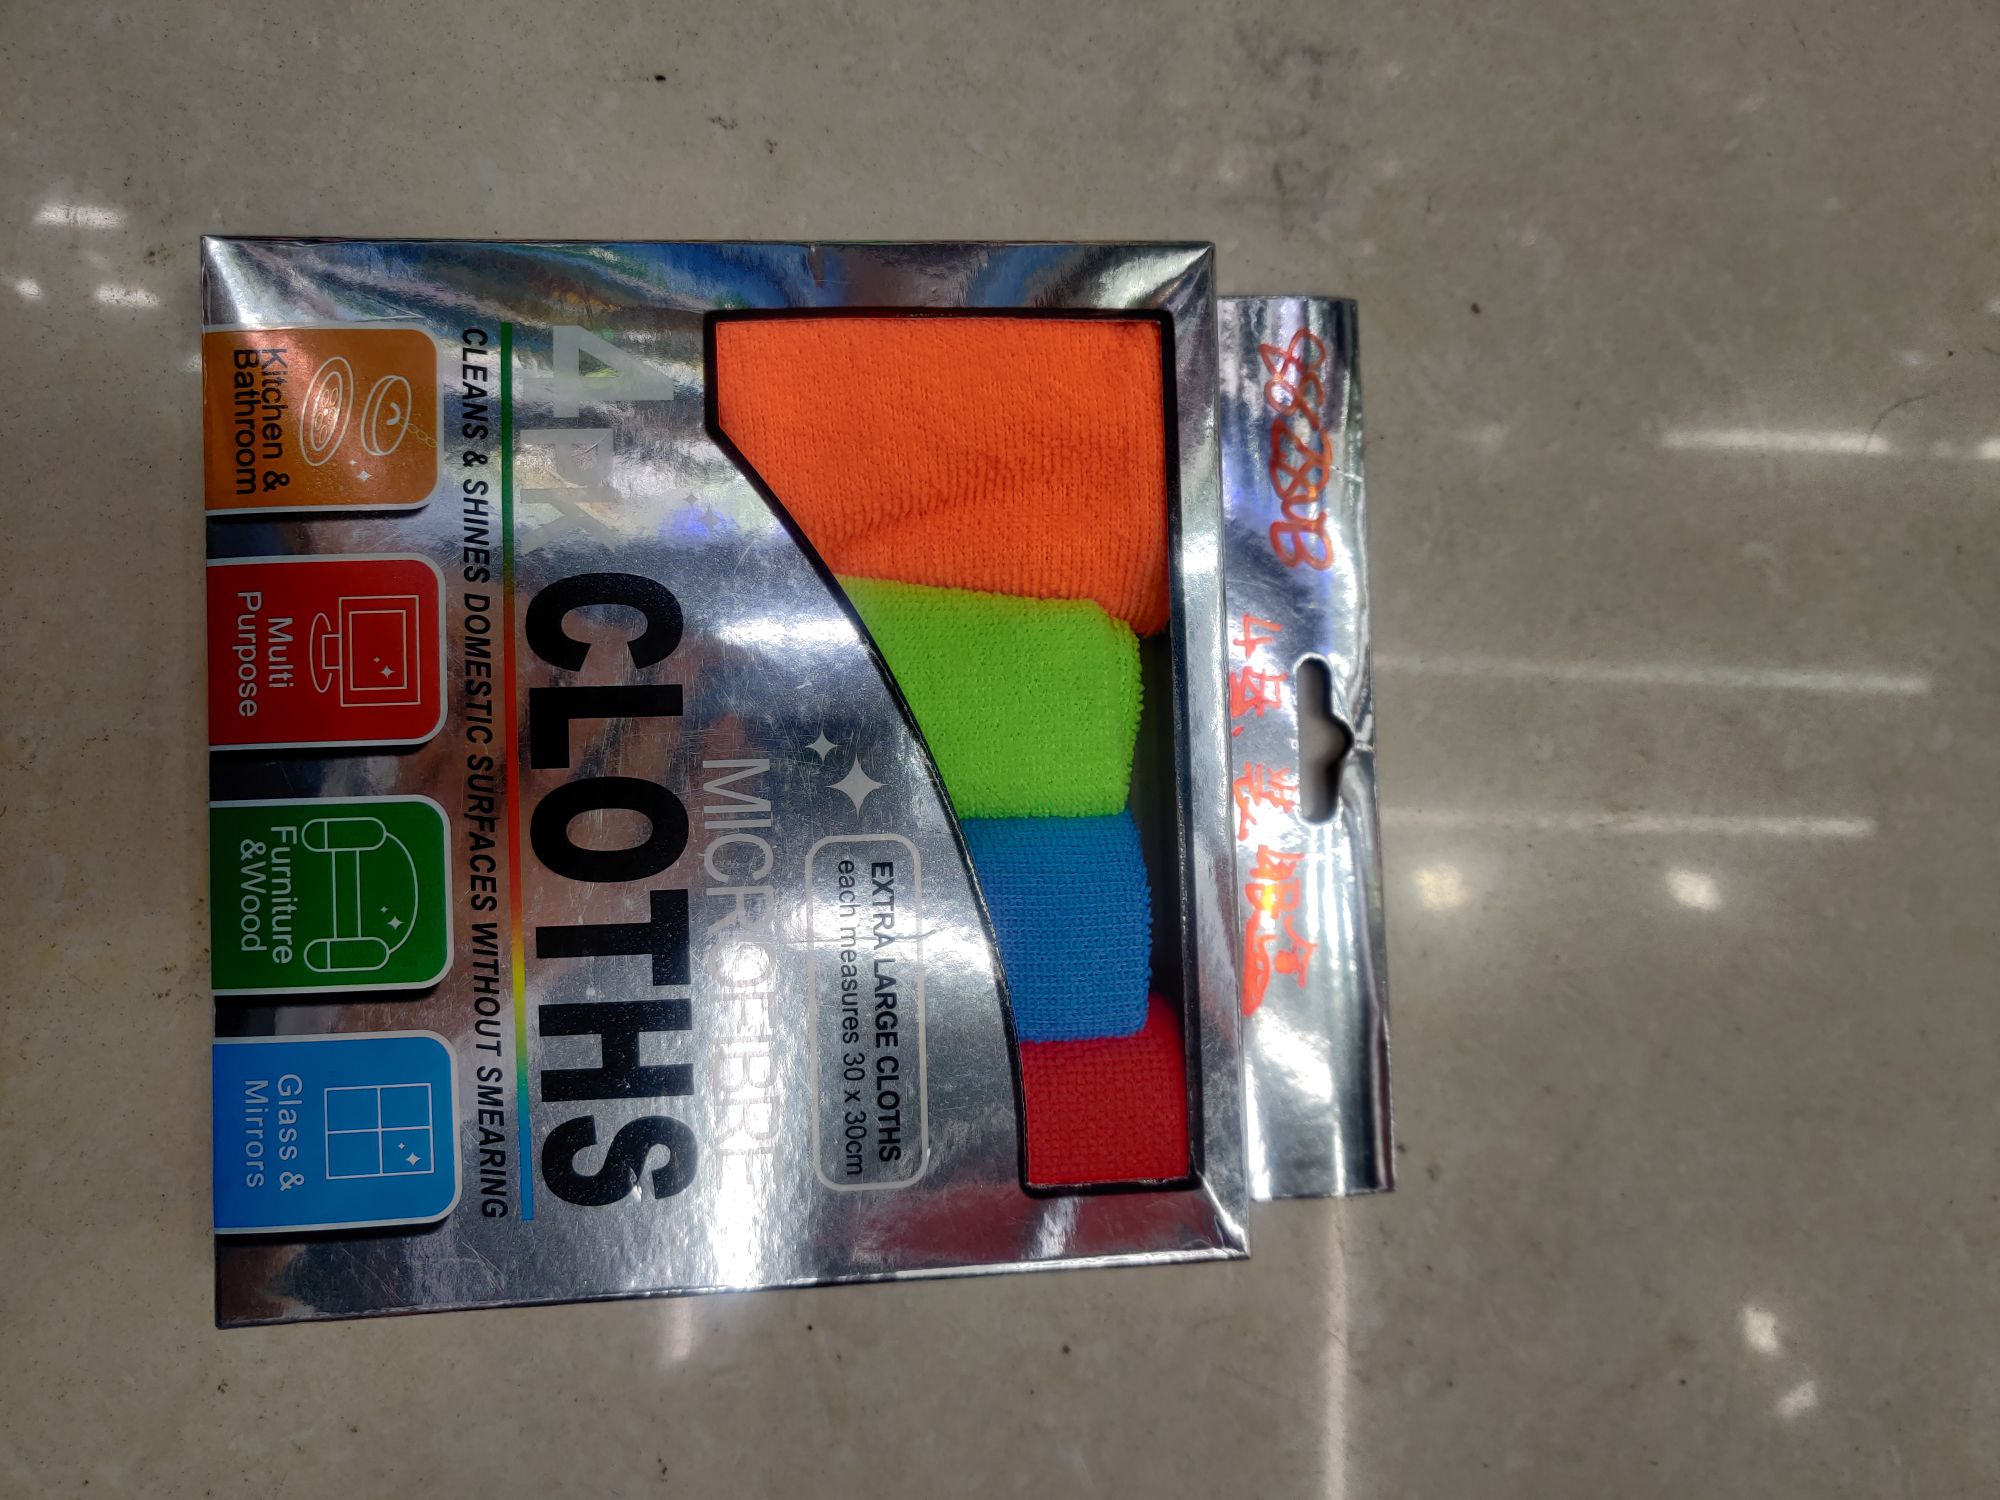 EXTRA LARGE CLOTHS
each measures 30 x 30cm
MICROFIBRE
4PK CLOTHS
CLEANS & SHINES DOMESTIC SURFACES WITHOUT SMEARING
Kitchen &
Bathroom
Multi
Purpose
Furniture
&Wood
Glass &
Mirrors